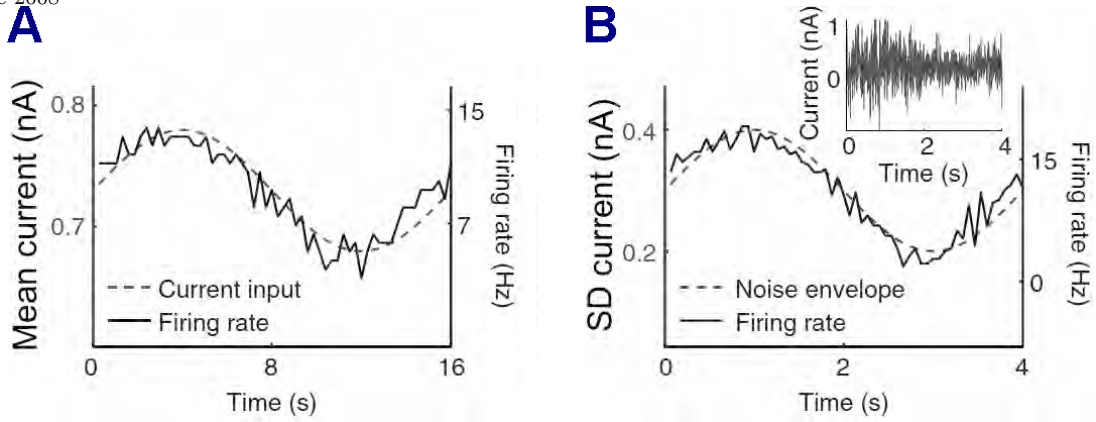 A
Mean current (nA)
0.8
0.7
15
7
Firing rate (Hz)
Current input
Firing rate
0
8
16
Time (s)
B
SD current (nA)
0.4
0.2
15
0
Firing rate (Hz)
Noise envelope
Firing rate
0
2
4
Time (s)
Current (nA)
1
0
0
2
4
Time (s)